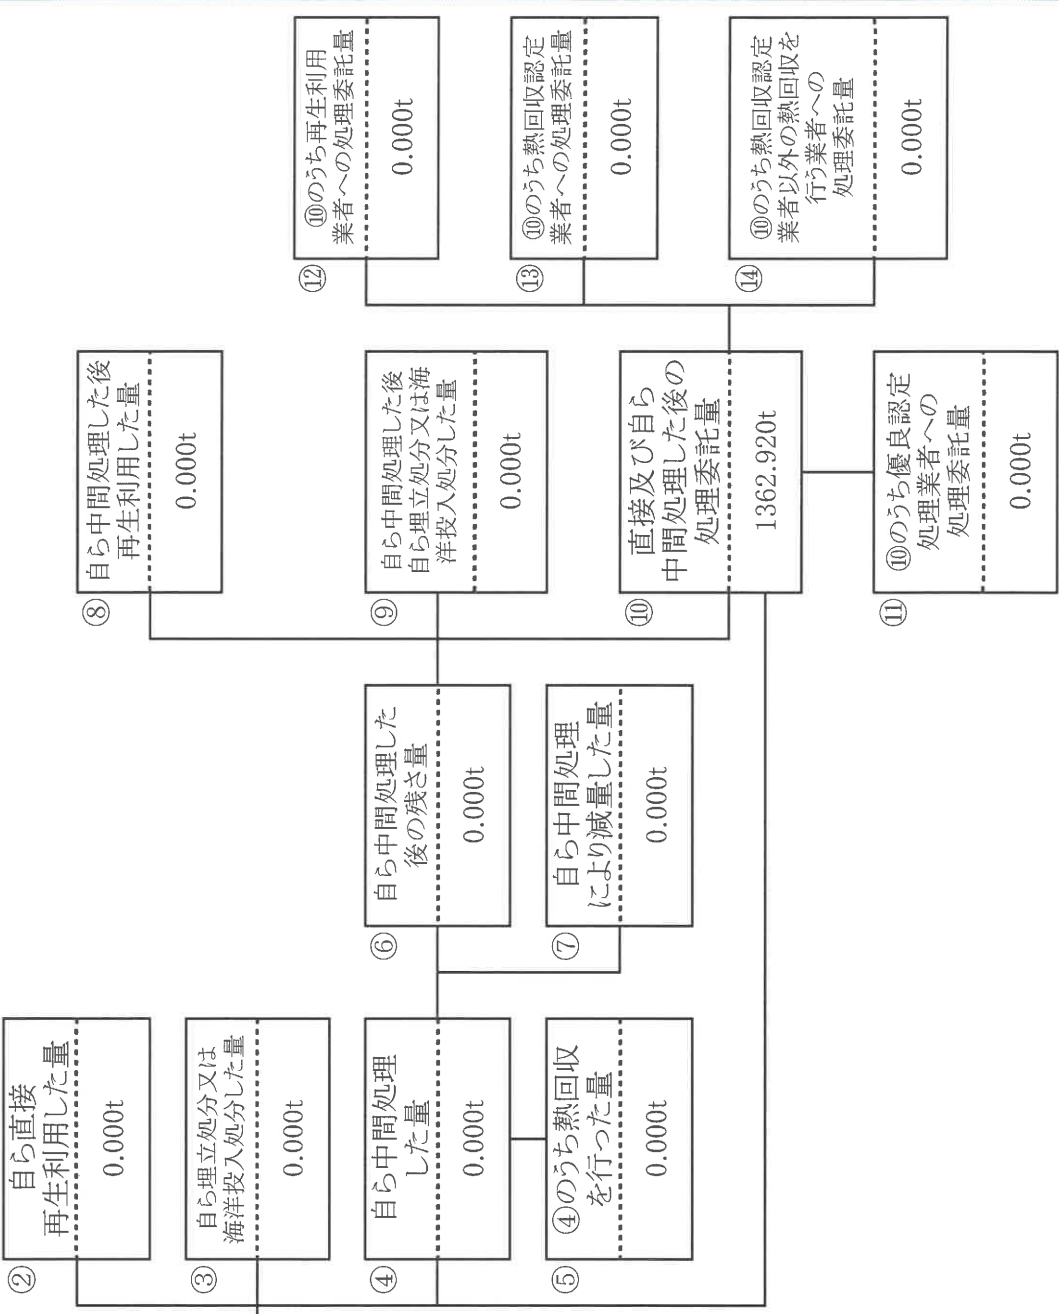 ②
自ら直接
再生利用した量
0.000t
③
自ら埋立処分又は
海洋投入処分した量
0.000t
④
自ら中間処理
した量
0.000t
⑤
④のうち熱回収
を行った量
0.000t
⑥
自ら中間処理した
後の残さ量
0.000t
⑦
自ら中間処理
により減量した量
0.000t
⑧
自ら中間処理した後
再生利用した量
0.000t
⑨
自ら中間処理した後
自ら埋立処分又は海
洋投入処分した量
0.000t
⑩
直接及び自ら
中間処理した後の
処理委託量
1362.920t
⑪
⑩のうち優良認定
処理業者への
処理委託量
0.000t
⑫
⑩のうち再生利用
業者への処理委託量
0.000t
⑬
⑩のうち熱回収認定
業者への処理委託量
0.000t
⑭
⑩のうち熱回収認定
業者以外の熱回収を
行う業者への
処理委託量
0.000t